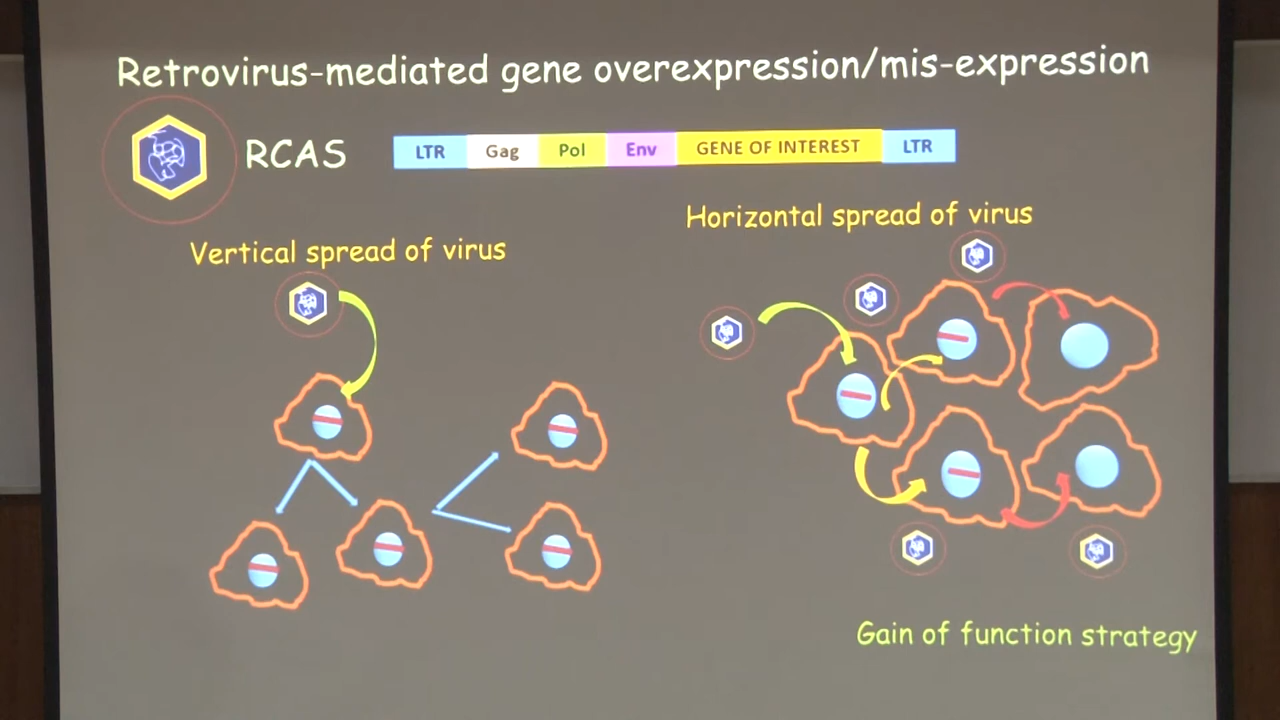 Retrovirus-mediated gene overexpression/mis-expression
RCAS
LTR Gag Pol Env GENE OF INTEREST LTR
Horizontal spread of virus
Vertical spread of virus
Gain of function strategy